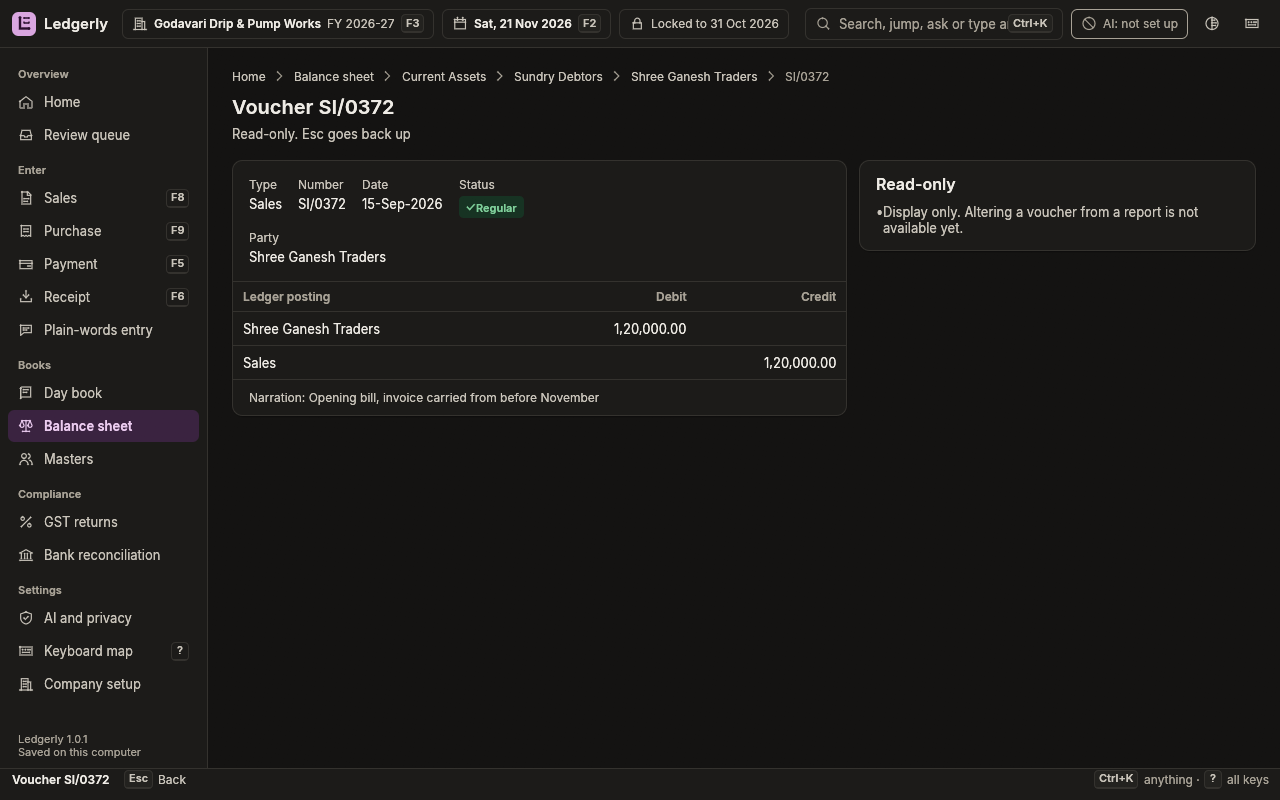 Ledgerly
Godavari Drip & Pump Works FY 2026-27 F3
Sat, 21 Nov 2026 F2
Locked to 31 Oct 2026
Search, jump, ask or type a Ctrl+K
AI: not set up
Overview
Home
Review queue
Enter
Sales F8
Purchase F9
Payment F5
Receipt F6
Plain-words entry
Books
Day book
Balance sheet
Masters
Compliance
GST returns
Bank reconciliation
Settings
AI and privacy
Keyboard map ?
Company setup
Ledgerly 1.0.1
Saved on this computer
Home Balance sheet Current Assets Sundry Debtors Shree Ganesh Traders SI/0372
Voucher SI/0372
Read-only. Esc goes back up
Type Number Date Status
Sales SI/0372 15-Sep-2026 Regular
Party
Shree Ganesh Traders
Ledger posting Debit Credit
Shree Ganesh Traders 1,20,000.00
Sales 1,20,000.00
Narration: Opening bill, invoice carried from before November
Read-only
•Display only. Altering a voucher from a report is not
available yet.
Voucher SI/0372 Esc Back
Ctrl+K anything · ? all keys